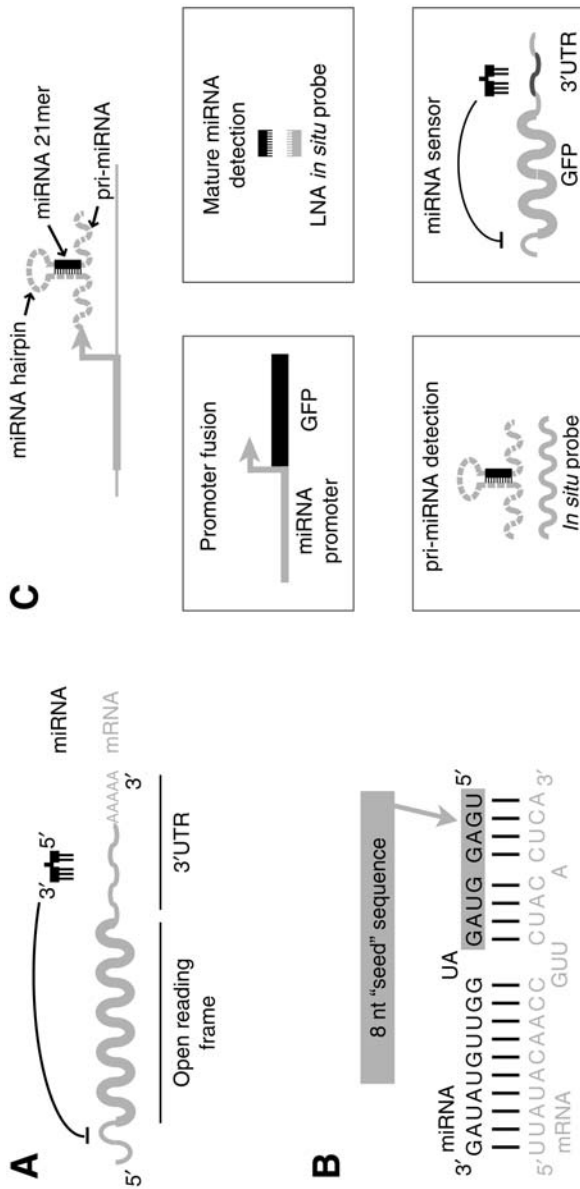 A
miRNA
3′ 5′
5′
mRNA
AAAAA
3′
Open reading
frame
3′UTR
B
8 nt “seed” sequence
miRNA
UA
3′ GAUAUGUUGG GAUG GAGU 5′
5′ UUAUACAACC CUAC CUCA 3′
mRNA
GUU
A
C
miRNA hairpin
miRNA 21mer
pri-miRNA
Promoter fusion
miRNA
promoter
GFP
Mature miRNA
detection
LNA in situ probe
pri-miRNA detection
In situ probe
miRNA sensor
GFP
3′UTR